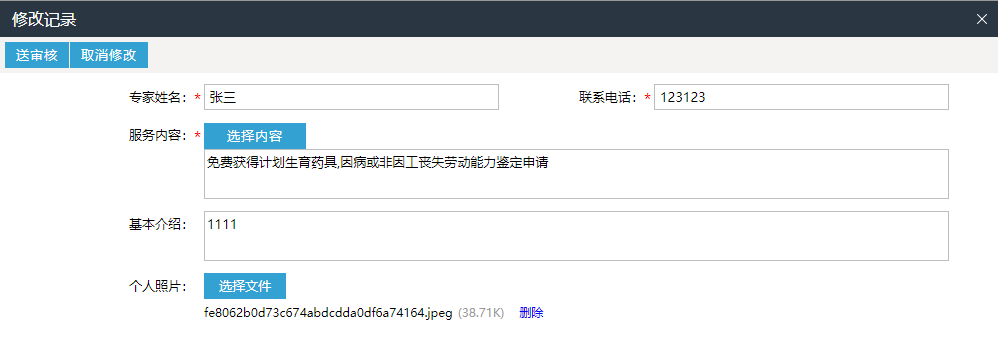 修改记录
送审核 取消修改
专家姓名：* 张三 联系电话：* 123123
服务内容：* 选择内容
免费获得计划生育药具,因病或非因工丧失劳动能力鉴定申请
基本介绍： 1111
个人照片： 选择文件
fe8062b0d73c674abdcdda0df6a74164.jpeg (38.71K) 删除